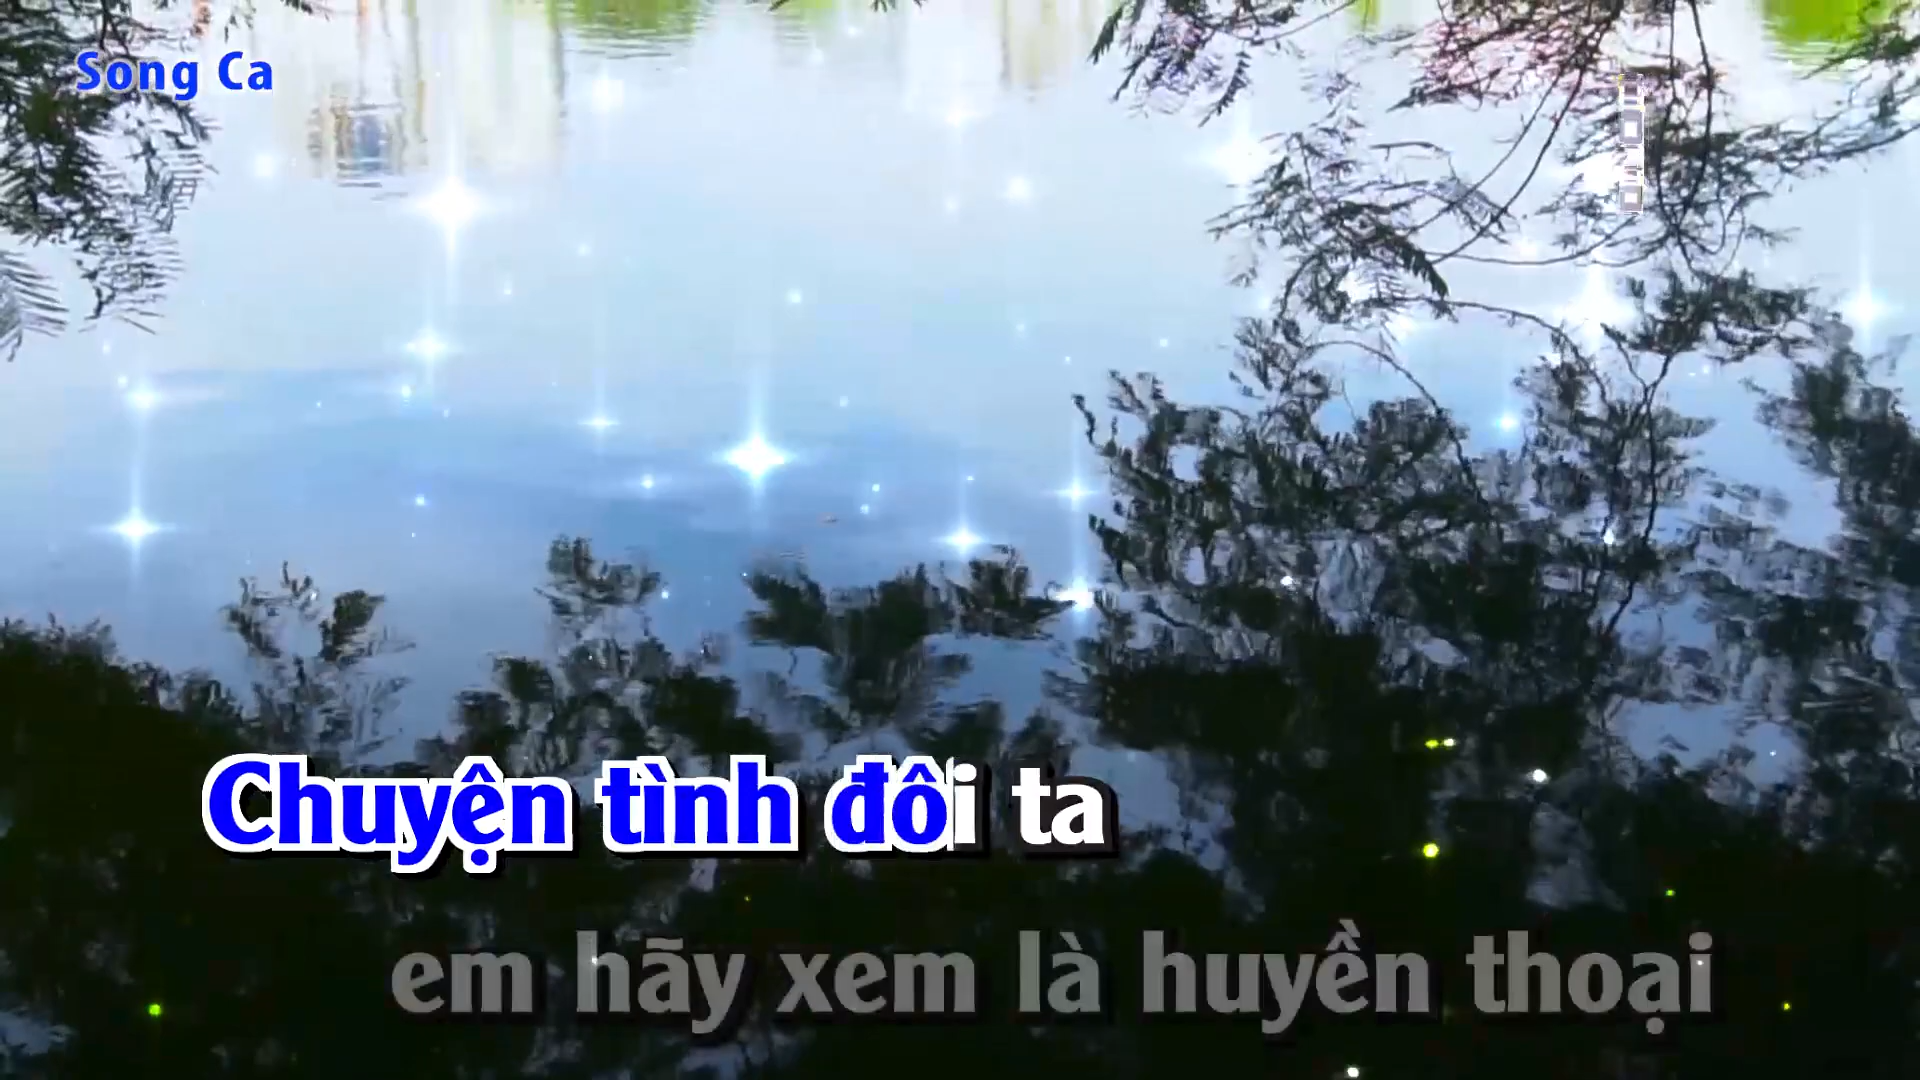 Song Ca
Chuyện tình đôi ta
em hãy xem là huyền thoại